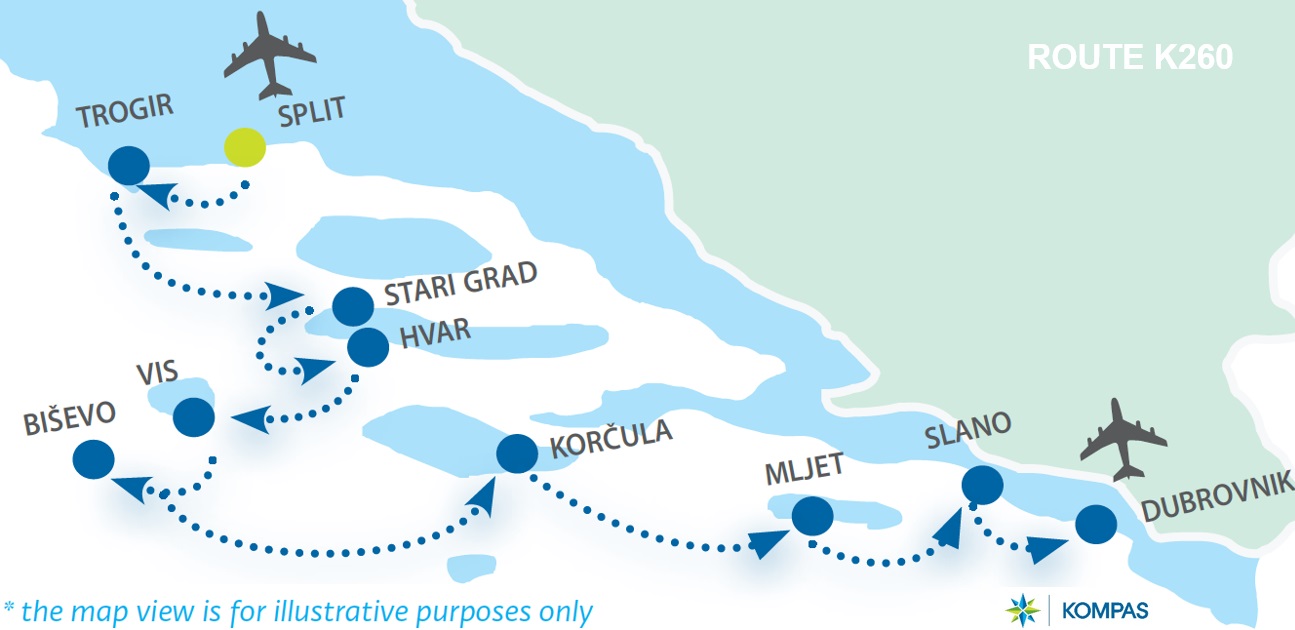 ROUTE K260
TROGIR
SPLIT
STARI GRAD
HVAR
VIS
BIŠEVO
KORČULA
MLJET
SLANO
DUBROVNIK
* the map view is for illustrative purposes only
KOMPAS